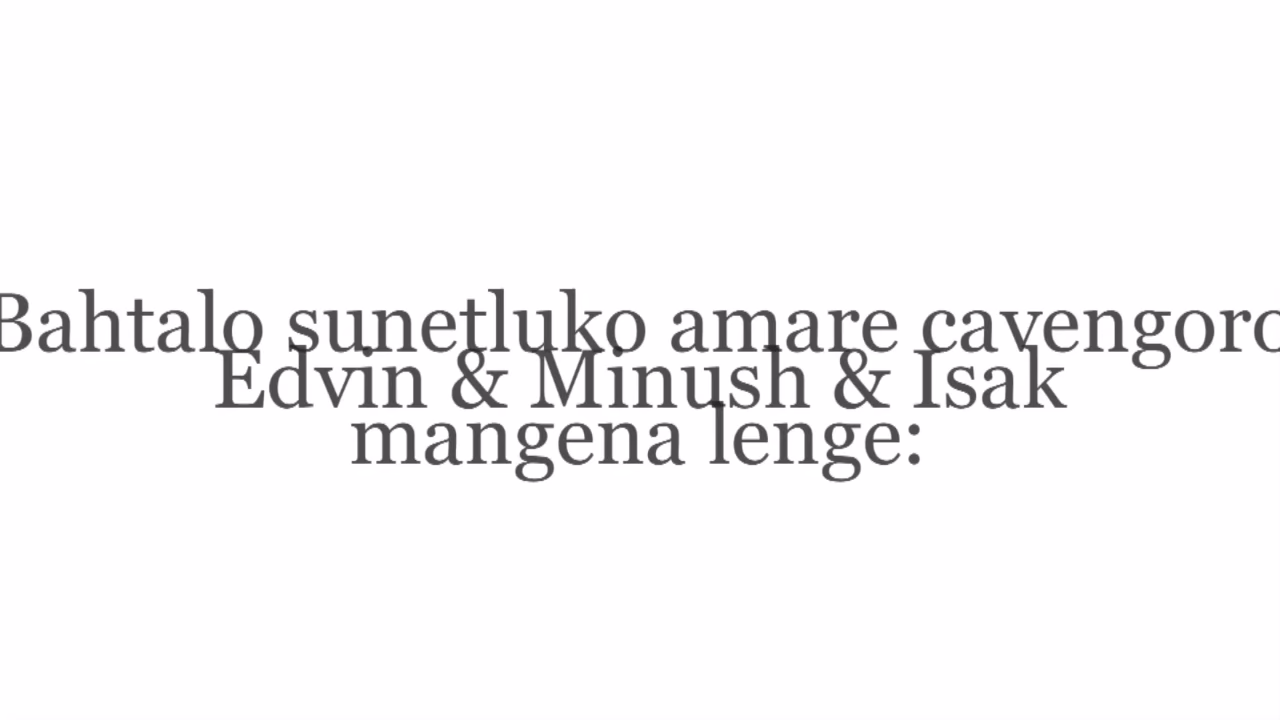 Bahtalo sunetluko amare cavengoro
Edvin & Minush & Isak
mangena lenge: